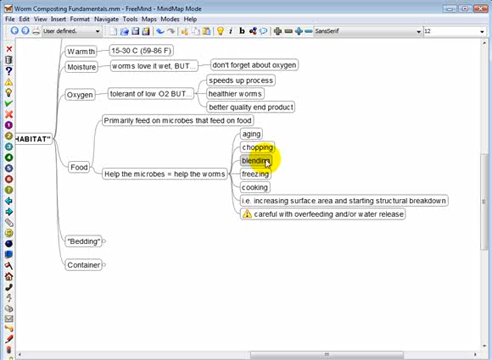 Worm Composting Fundamentals.mm - FreeMind - MindMap Mode
File Edit View Insert Format Navigate Tools Maps Help
User defined. SansSerif 12
Warmth 15-30 C (59-86 F)
Moisture worms love it wet, BUT... don't forget about oxygen
Oxygen tolerant of low O2 BUT... speeds up process
healthier worms
better quality end product
HABITAT"
Food Primarily feed on microbes that feed on food
Help the microbes = help the worms aging
chopping
blending
freezing
cooking
i.e. increasing surface area and starting structural breakdown
careful with overfeeding and/or water release
"Bedding"
Container